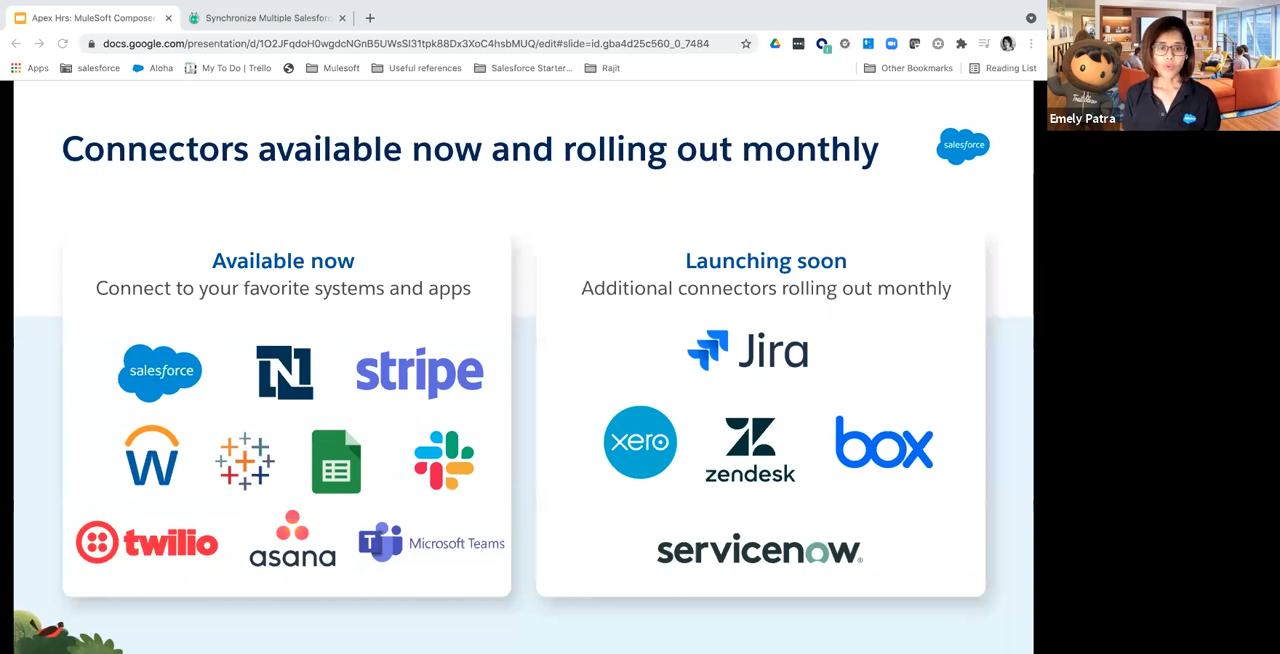 Apex Hrs: MuleSoft Composer
Synchronize Multiple Salesfor
docs.google.com/presentation/d/1O2JFqdoH0wgdcNGnB5UWsSl31tpk88Dx3XoC4hsbMUQ/edit#slide=id.gba4d25c560_0_7484
Apps salesforce Aloha My To Do | Trello Mulesoft Useful references Salesforce Starter... Rajit Other Bookmarks Reading List
Emely Patra
Connectors available now and rolling out monthly
salesforce
Available now
Connect to your favorite systems and apps
salesforce N stripe
W
twilio asana T Microsoft Teams
Launching soon
Additional connectors rolling out monthly
Jira
xero zendesk box
servicenow®